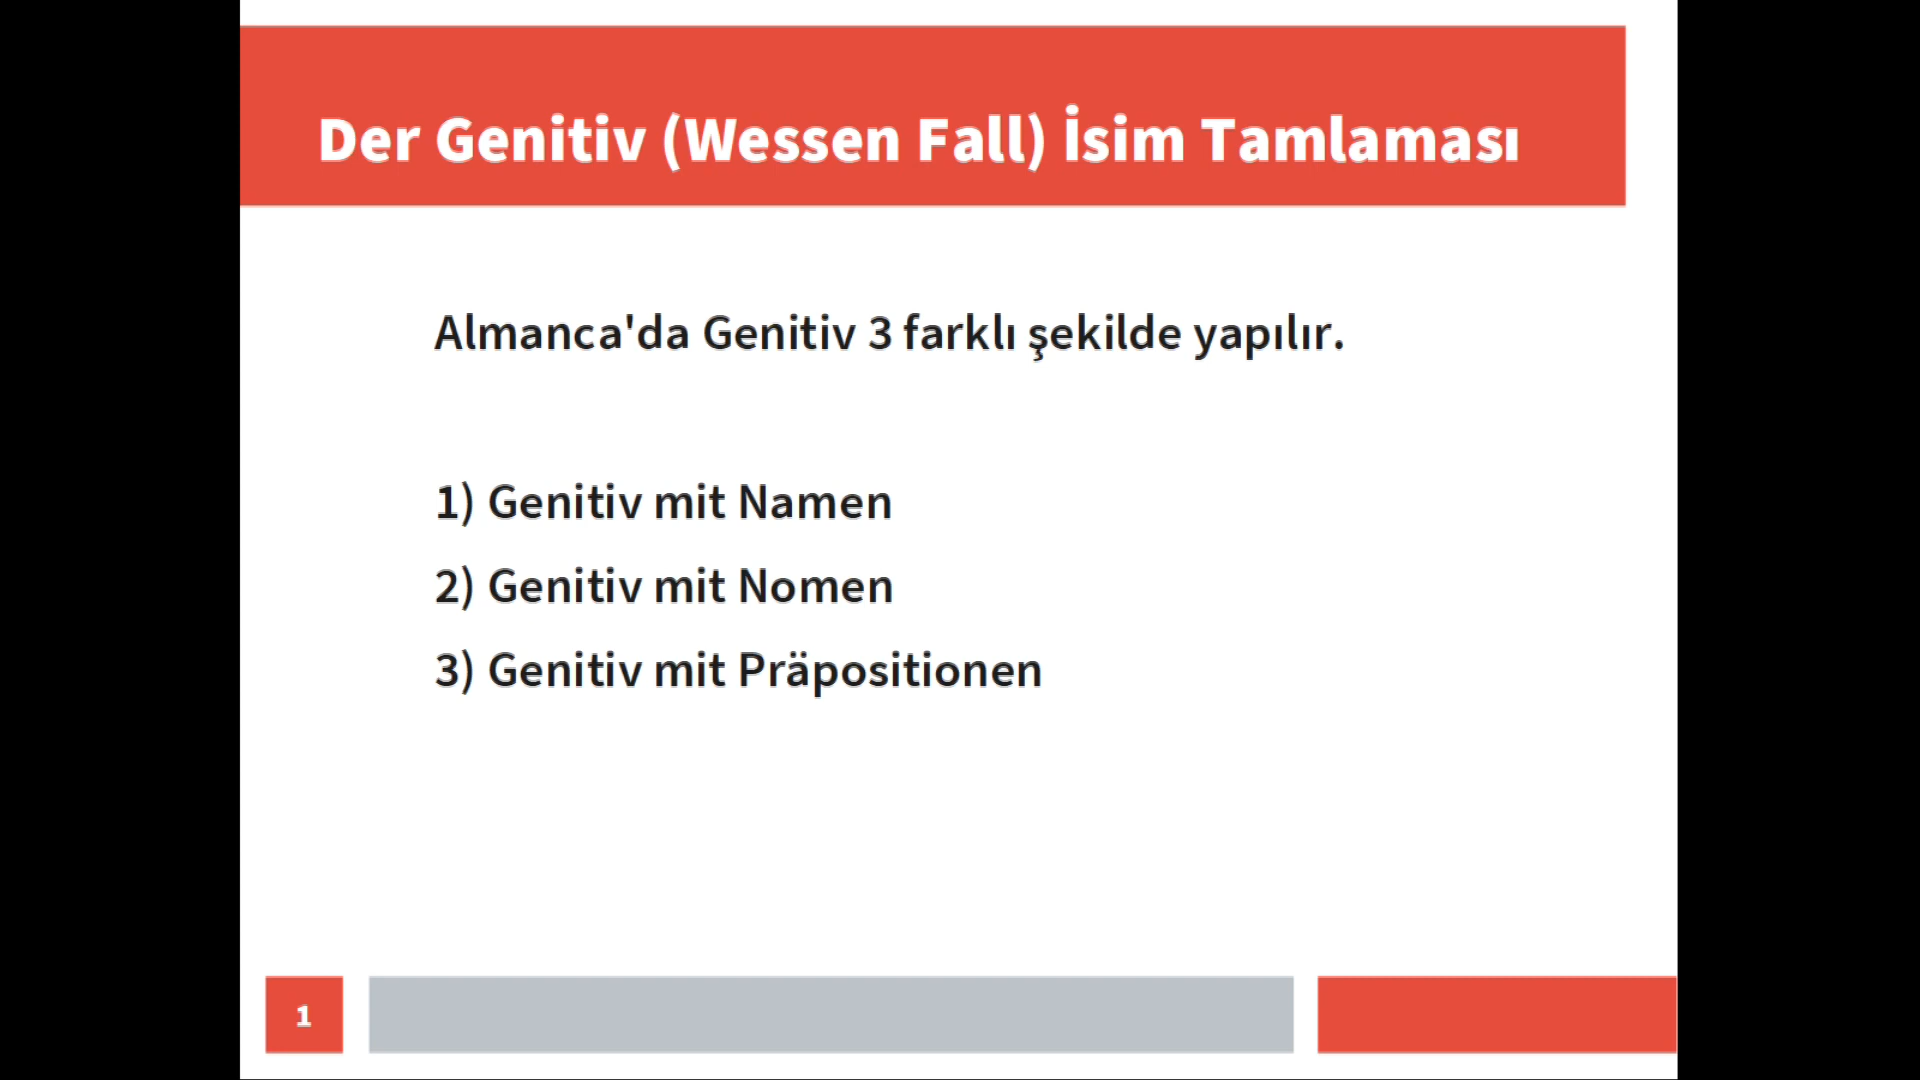 Der Genitiv (Wessen Fall) İsim Tamlaması
Almanca'da Genitiv 3 farklı şekilde yapılır.
1) Genitiv mit Namen
2) Genitiv mit Nomen
3) Genitiv mit Präpositionen
1